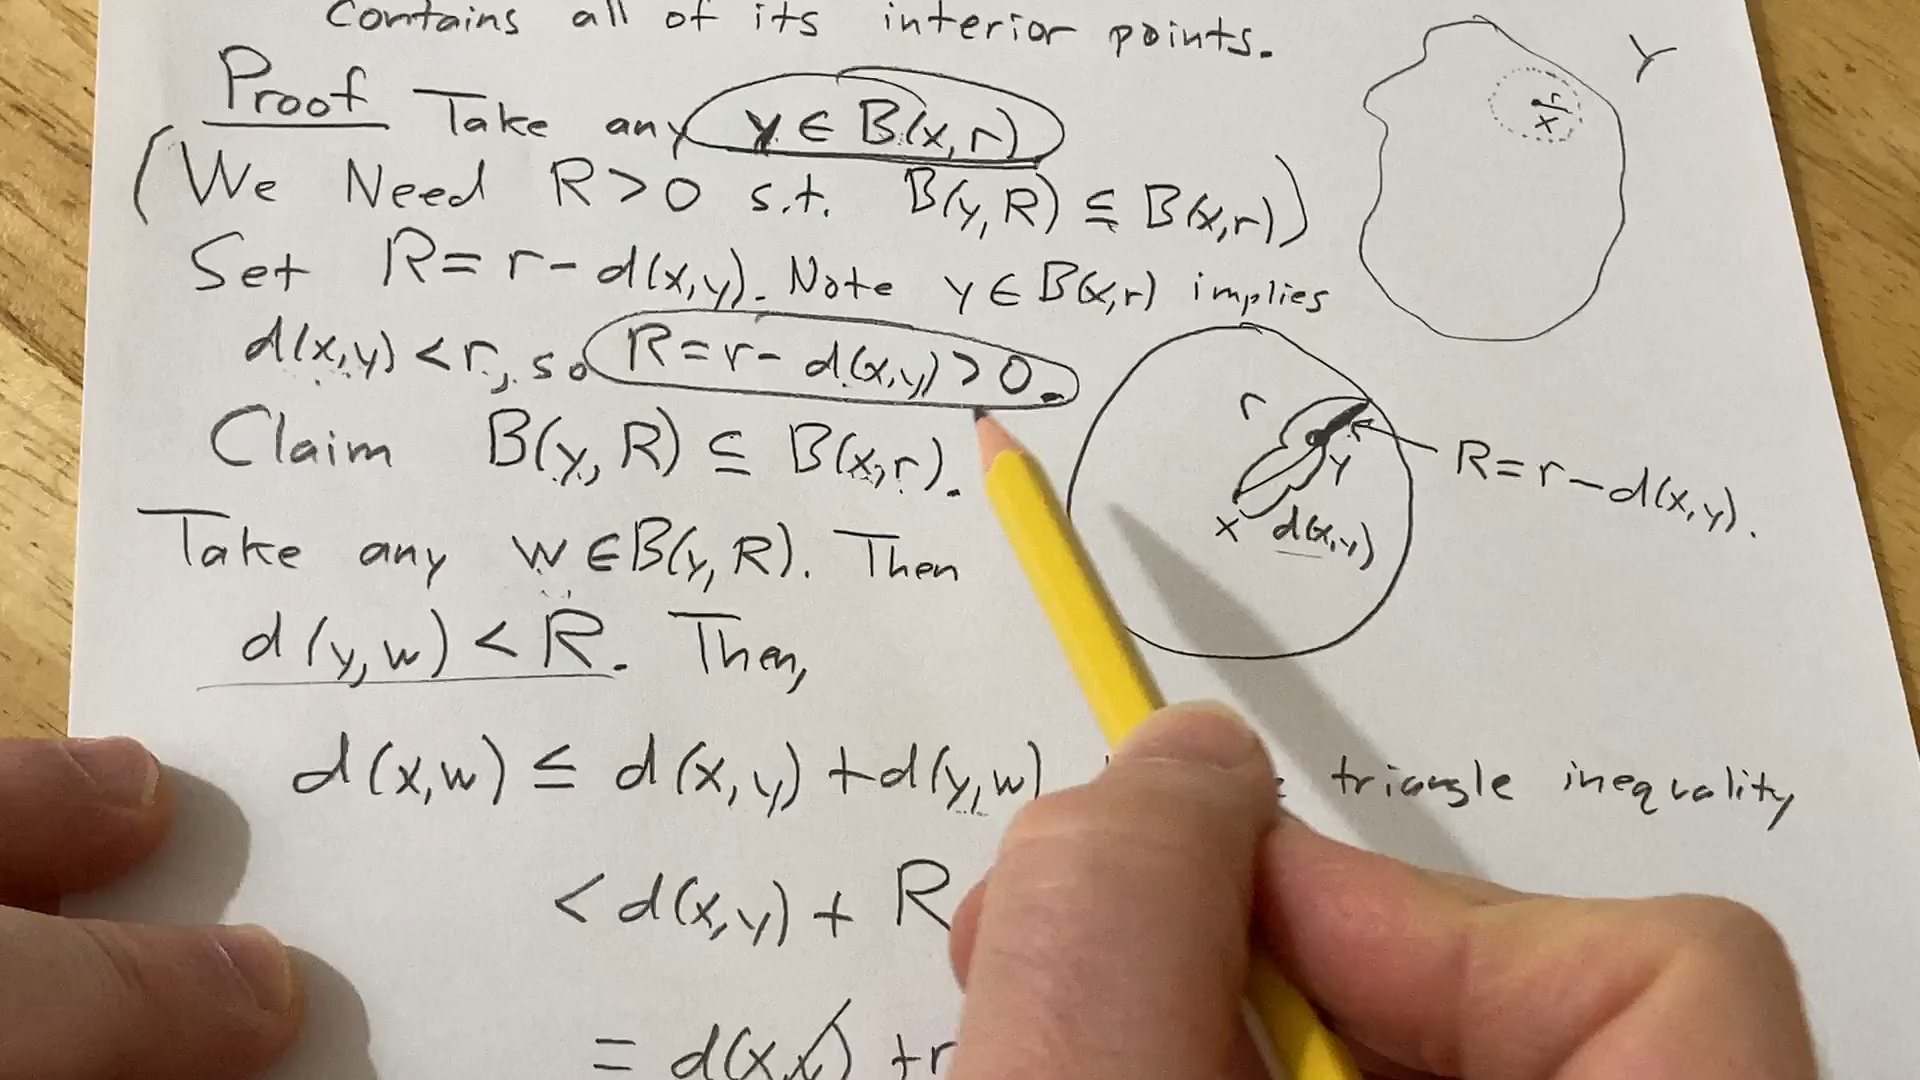 Contains all of its interior points.
Proof Take any y ∈ B(x,r)
(We Need R>0 s.t. B(y,R) ⊆ B(x,r))
Set R = r - d(x,y). Note y ∈ B(x,r) implies
d(x,y) < r, so R = r - d(x,y) > 0.
Claim B(y,R) ⊆ B(x,r).
Take any w ∈ B(y,R). Then
d(y,w) < R. Then,
d(x,w) ≤ d(x,y) + d(y,w) triangle inequality
< d(x,y) + R
= d(x,y) + r
Y
r
x
r
y
x
d(x,y)
R = r - d(x,y).